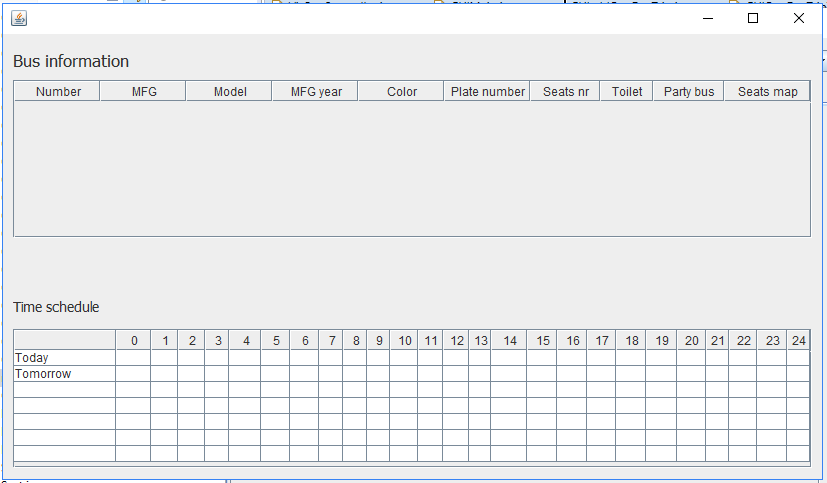 Bus information
Number MFG Model MFG year Color Plate number Seats nr Toilet Party bus Seats map
Time schedule
0 1 2 3 4 5 6 7 8 9 10 11 12 13 14 15 16 17 18 19 20 21 22 23 24
Today
Tomorrow